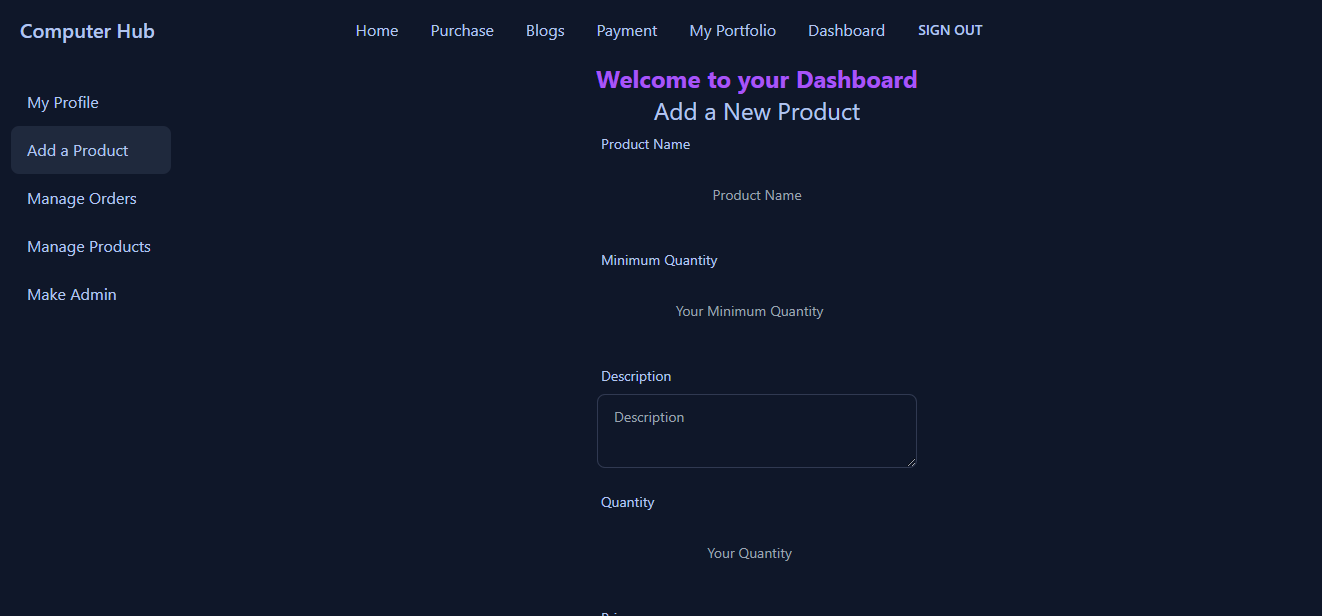 Computer Hub Home Purchase Blogs Payment My Portfolio Dashboard SIGN OUT
My Profile
Add a Product
Manage Orders
Manage Products
Make Admin
Welcome to your Dashboard
Add a New Product
Product Name
Product Name
Minimum Quantity
Your Minimum Quantity
Description
Description
Quantity
Your Quantity